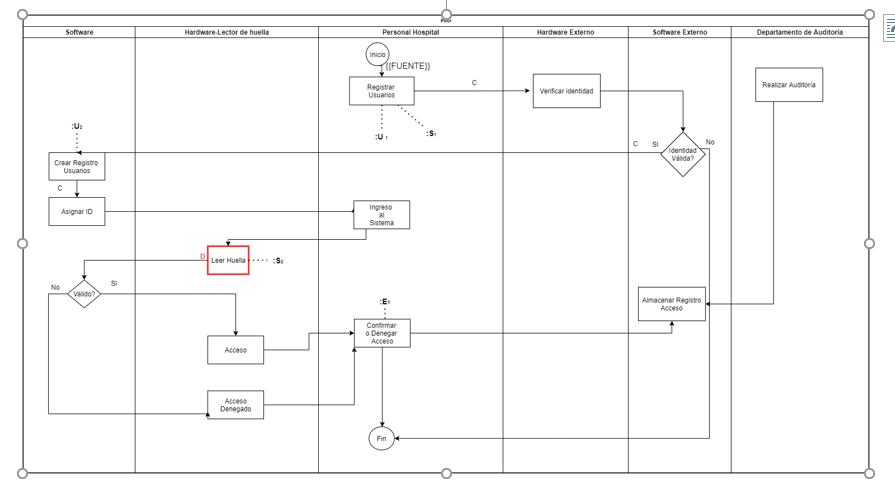 Software
Hardware-Lector de huella
Personal Hospital
Hardware Externo
Software Externo
Departamento de Auditoría
Inicio
{{FUENTE}}
Registrar
Usuarios
C
Verificar identidad
Realizar Auditoría
:U 1
:S1
:U2
Crear Registro
Usuarios
C
SI
Identidad
Válida?
No
C
Asignar ID
Ingreso
al
Sistema
D
Leer Huella
:S2
No
Valido?
SI
:E1
Confirmar
o Denegar
Acceso
Almacenar Registro
Acceso
Acceso
Acceso
Denegado
Fin